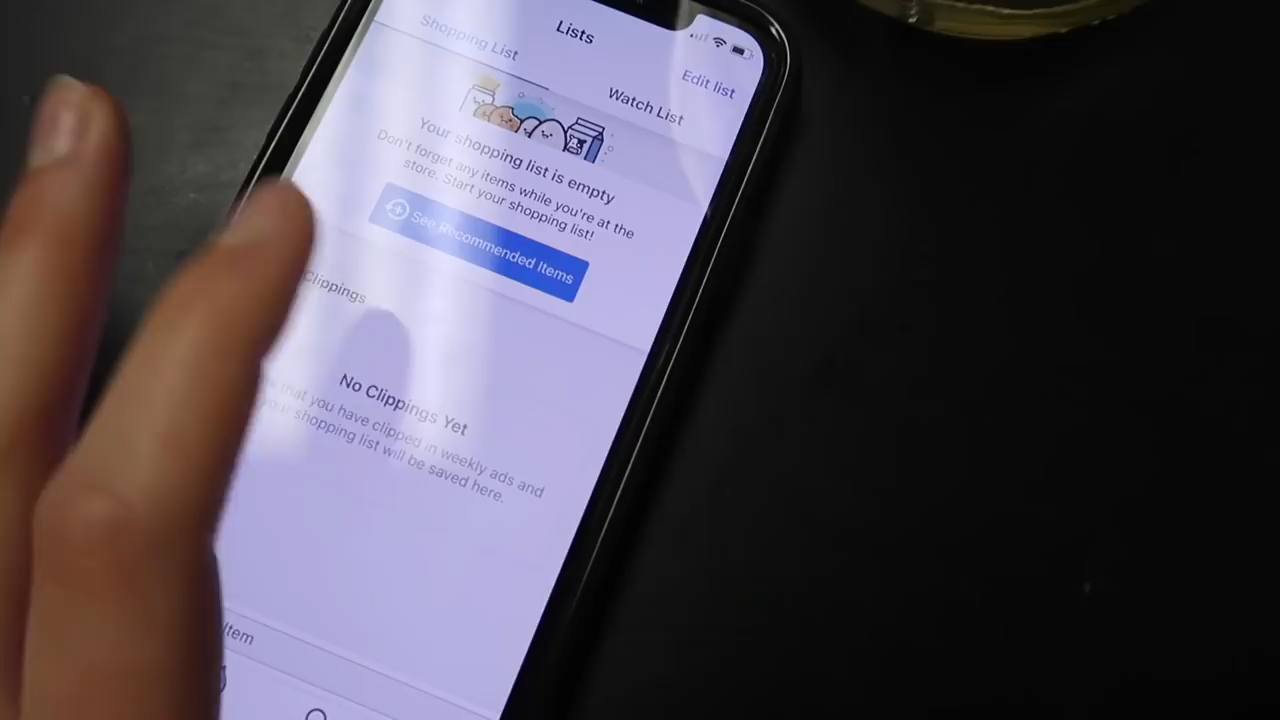 Lists
Edit list
Shopping List
Watch List
Your shopping list is empty
Don't forget any items while you're at the
store. Start your shopping list!
See Recommended Items
Clippings
No Clippings Yet
that you have clipped in weekly ads and
your shopping list will be saved here.
Item